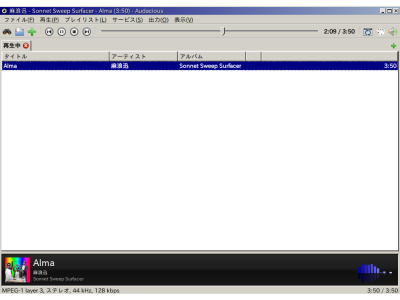 麻浪迅 - Sonnet Sweep Surfacer - Alma (3:50) - Audacious
ファイル(F) 再生(P) プレイリスト(L) サービス(S) 出力(O) 表示(V)
2:09 / 3:50
再生中
タイトル アーティスト アルバム
Alma 麻浪迅 Sonnet Sweep Surfacer 3:50
Alma
麻浪迅
Sonnet Sweep Surfacer
MPEG-1 layer 3, ステレオ, 44 kHz, 128 kbps 3:50 / 3:50